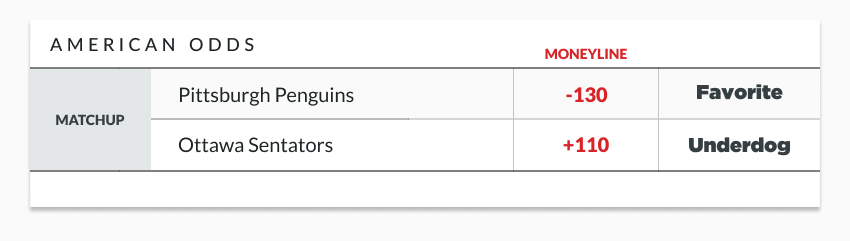 AMERICAN ODDS
MONEYLINE
MATCHUP
Pittsburgh Penguins -130 Favorite
Ottawa Sentators +110 Underdog